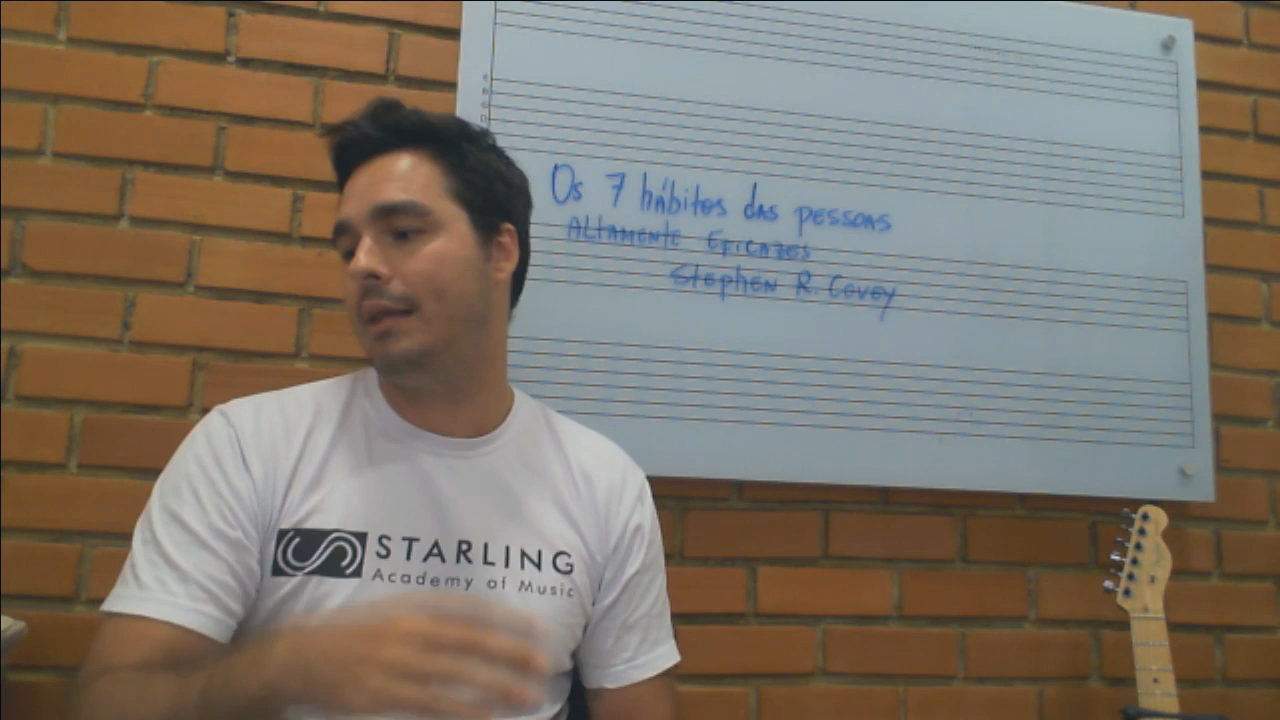 Os 7 hábitos das pessoas
Altamente Eficazes
Stephen R. Covey
STARLING
Academy of Music